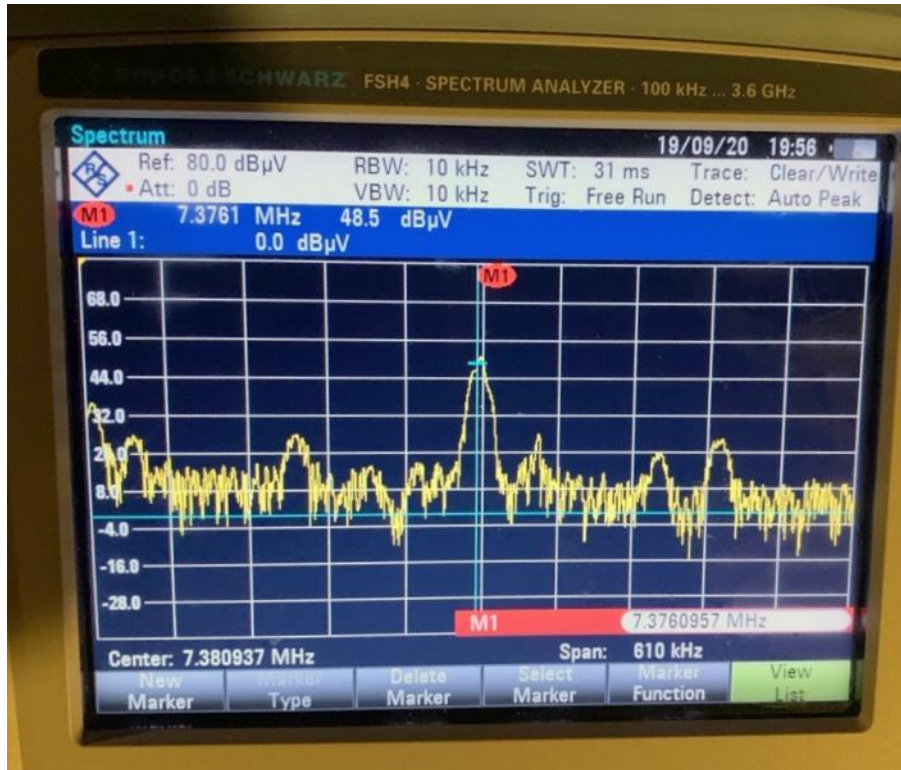 ROHDE & SCHWARZ FSH4 · SPECTRUM ANALYZER · 100 kHz ... 3.6 GHz
Spectrum 19/09/20 19:56
Ref: 80.0 dBµV RBW: 10 kHz SWT: 31 ms Trace: Clear/Write
Att: 0 dB VBW: 10 kHz Trig: Free Run Detect: Auto Peak
M1 7.3761 MHz 48.5 dBµV
Line 1: 0.0 dBµV
M1
68.0
56.0
44.0
32.0
20.0
8.0
-4.0
-16.0
-28.0
M1 7.3760957 MHz
Center: 7.380937 MHz Span: 610 kHz
New Marker Delete Select Marker View
Marker Type Marker Marker Function List